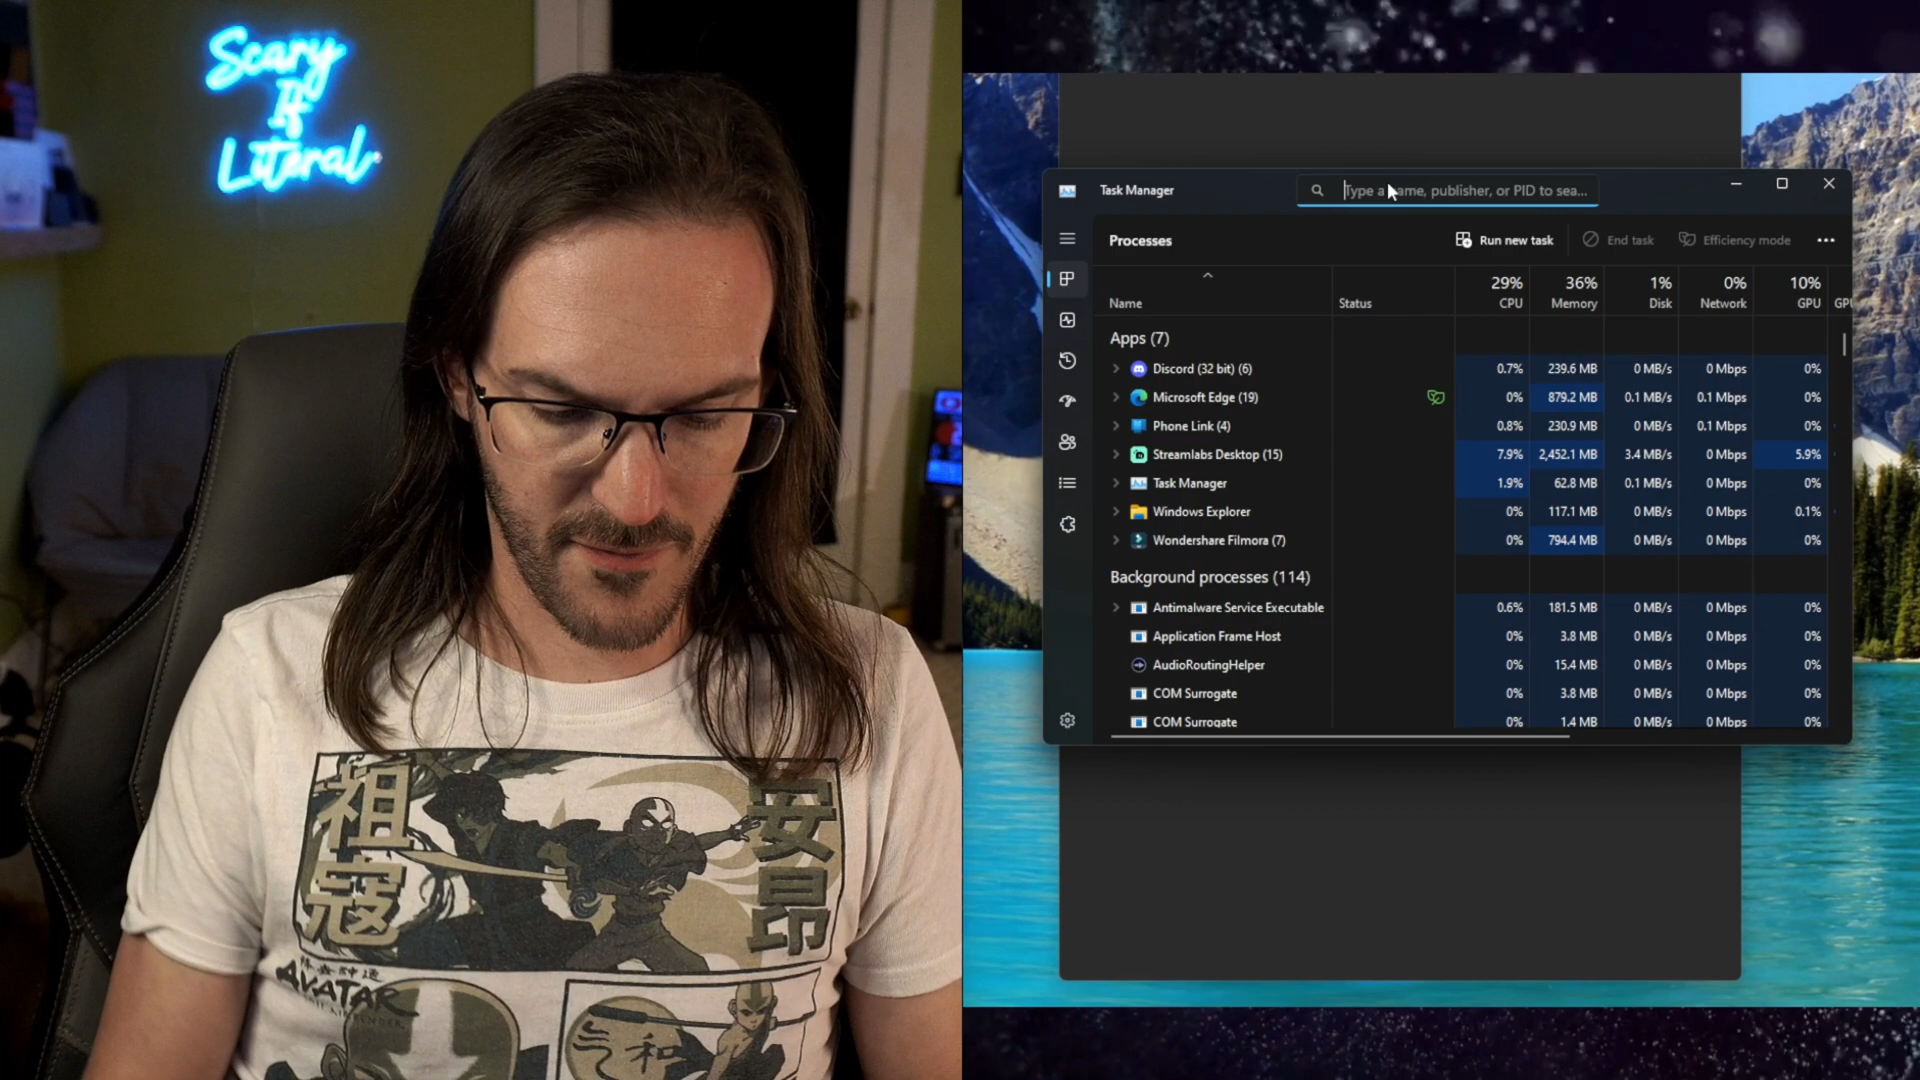 Scary
It
Literal
祖
寇
安
昂
AVATAR
和
Task Manager
Type a name, publisher, or PID to sea...
Processes
Run new task
End task
Efficiency mode
29%
36%
1%
0%
10%
Name
Status
CPU
Memory
Disk
Network
GPU
GPU
Apps (7)
Discord (32 bit) (6) 0.7% 239.6 MB 0 MB/s 0 Mbps 0%
Microsoft Edge (19) 0% 879.2 MB 0.1 MB/s 0.1 Mbps 0%
Phone Link (4) 0.8% 230.9 MB 0 MB/s 0.1 Mbps 0%
Streamlabs Desktop (15) 7.9% 2,452.1 MB 3.4 MB/s 0 Mbps 5.9%
Task Manager 1.9% 62.8 MB 0.1 MB/s 0 Mbps 0%
Windows Explorer 0% 117.1 MB 0 MB/s 0 Mbps 0.1%
Wondershare Filmora (7) 0% 794.4 MB 0 MB/s 0 Mbps 0%
Background processes (114)
Antimalware Service Executable 0.6% 181.5 MB 0 MB/s 0 Mbps 0%
Application Frame Host 0% 3.8 MB 0 MB/s 0 Mbps 0%
AudioRoutingHelper 0% 15.4 MB 0 MB/s 0 Mbps 0%
COM Surrogate 0% 3.8 MB 0 MB/s 0 Mbps 0%
COM Surrogate 0% 1.4 MB 0 MB/s 0 Mbps 0%